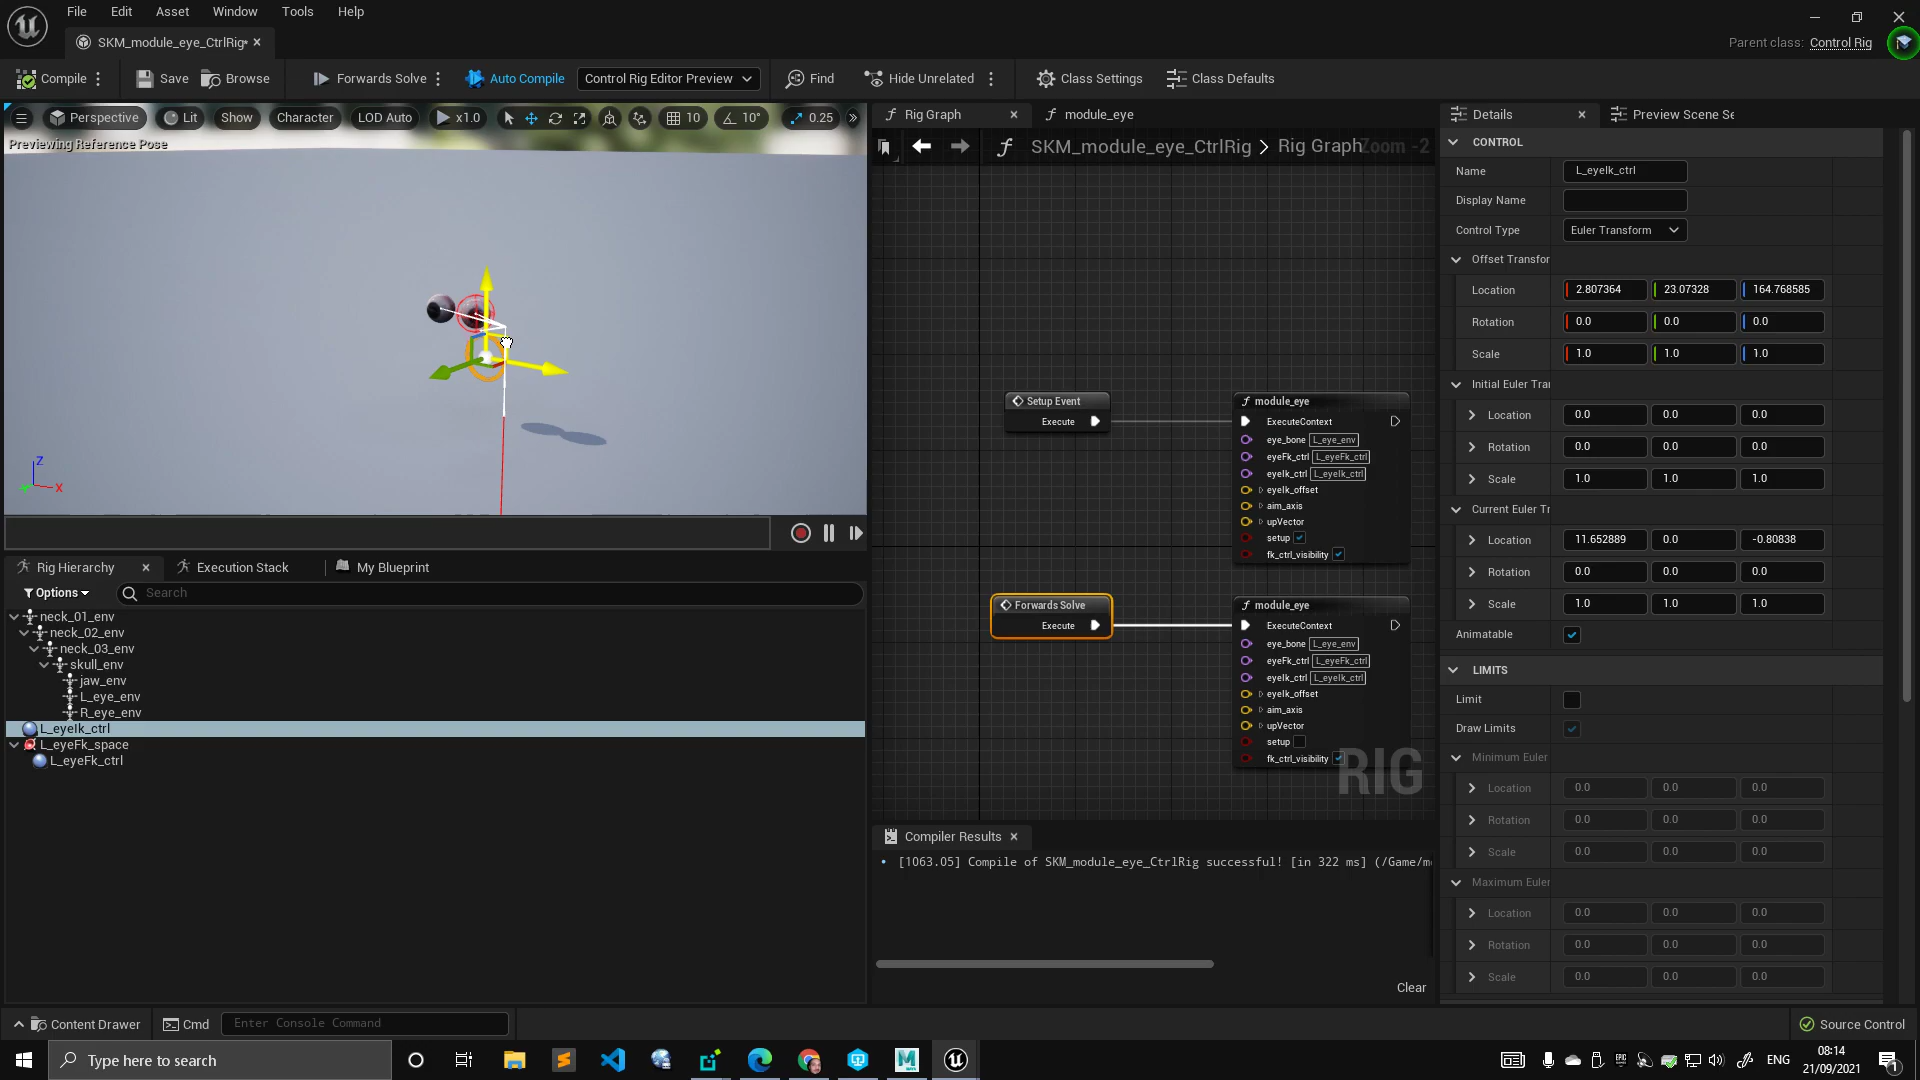 File Edit Asset Window Tools Help
SKM_module_eye_CtrlRig*
Parent class: Control Rig
Compile Save Browse Forwards Solve Auto Compile Control Rig Editor Preview Find Hide Unrelated Class Settings Class Defaults
Perspective Lit Show Character LOD Auto x1.0 10 10° 0.25
Previewing Reference Pose
Z
X
Rig Hierarchy Execution Stack My Blueprint
Options Search
neck_01_env
neck_02_env
neck_03_env
skull_env
jaw_env
L_eye_env
R_eye_env
L_eyeIk_ctrl
L_eyeFk_space
L_eyeFk_ctrl
Rig Graph module_eye
SKM_module_eye_CtrlRig > Rig Graph Zoom -2
Setup Event
Execute
module_eye
ExecuteContext
eye_bone L_eye_env
eyeFk_ctrl L_eyeFk_ctrl
eyeIk_ctrl L_eyeIk_ctrl
eyeIk_offset
aim_axis
upVector
setup
fk_ctrl_visibility
Forwards Solve
Execute
module_eye
ExecuteContext
eye_bone L_eye_env
eyeFk_ctrl L_eyeFk_ctrl
eyeIk_ctrl L_eyeIk_ctrl
eyeIk_offset
aim_axis
upVector
setup
fk_ctrl_visibility
RIG
Compiler Results
[1063.05] Compile of SKM_module_eye_CtrlRig successful! [in 322 ms] (/Game/m
Clear
Details Preview Scene Se
CONTROL
Name L_eyeIk_ctrl
Display Name
Control Type Euler Transform
Offset Transfor
Location 2.807364 23.07328 164.768585
Rotation 0.0 0.0 0.0
Scale 1.0 1.0 1.0
Initial Euler Tra
Location 0.0 0.0 0.0
Rotation 0.0 0.0 0.0
Scale 1.0 1.0 1.0
Current Euler Tr
Location 11.652889 0.0 -0.80838
Rotation 0.0 0.0 0.0
Scale 1.0 1.0 1.0
Animatable
LIMITS
Limit
Draw Limits
Minimum Euler
Location 0.0 0.0 0.0
Rotation 0.0 0.0 0.0
Scale 0.0 0.0 0.0
Maximum Euler
Location 0.0 0.0 0.0
Rotation 0.0 0.0 0.0
Scale 0.0 0.0 0.0
Content Drawer Cmd Enter Console Command Source Control
Type here to search
ENG
08:14
21/09/2021
1